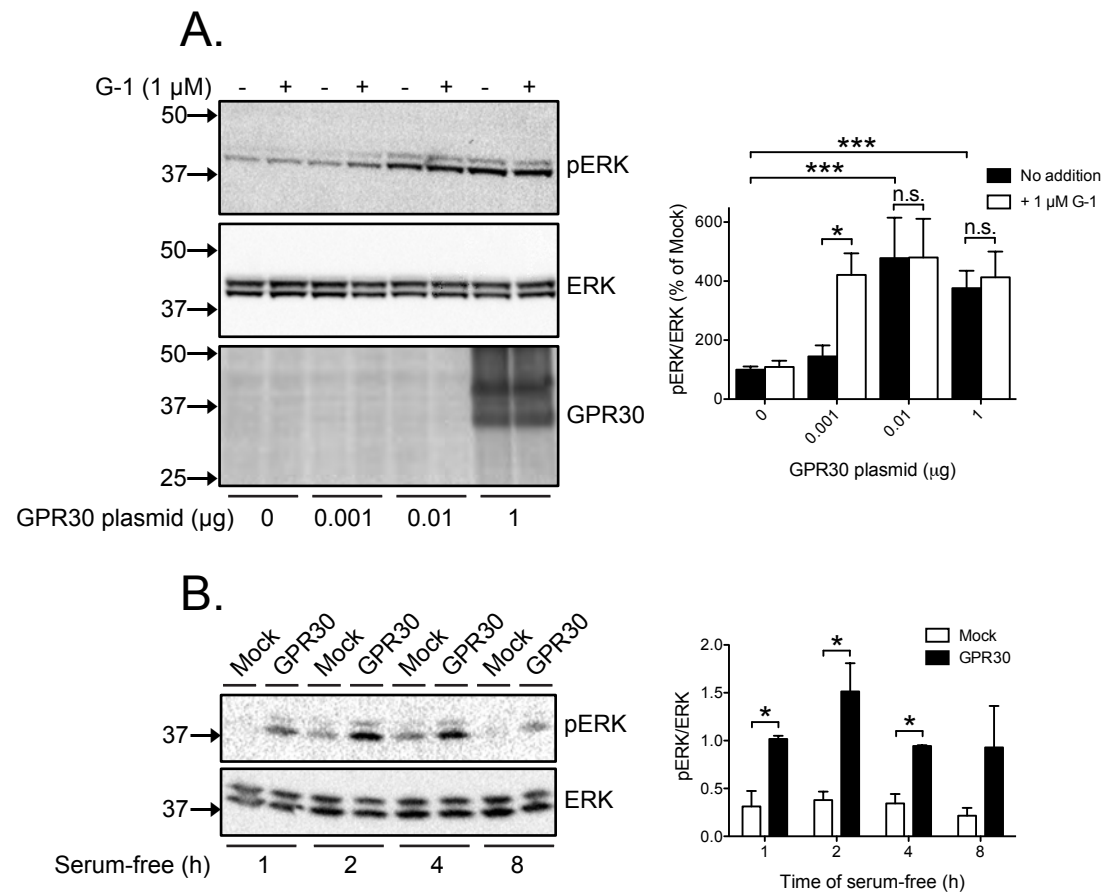 A.
G-1 (1 µM) - + - + - + - +
50
37
pERK
50
37
ERK
50
37
25
GPR30
GPR30 plasmid (µg) 0 0.001 0.01 1
***
***
*
n.s.
n.s.
No addition
+ 1 µM G-1
pERK/ERK (% of Mock)
600
400
200
0
0 0.001 0.01 1
GPR30 plasmid (µg)
B.
Mock GPR30 Mock GPR30 Mock GPR30 Mock GPR30
37
pERK
37
ERK
Serum-free (h) 1 2 4 8
Mock
GPR30
* * *
pERK/ERK
2.0
1.5
1.0
0.5
0.0
1 2 4 8
Time of serum-free (h)